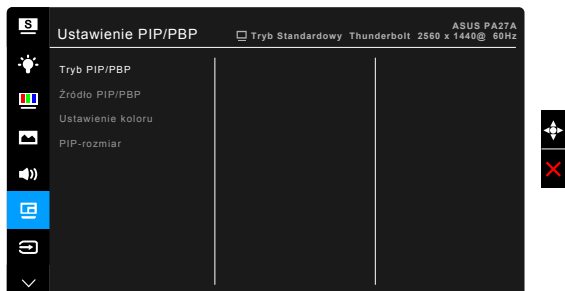 S
Ustawienie PIP/PBP
ASUS PA27A
Tryb Standardowy Thunderbolt 2560 x 1440@ 60Hz
Tryb PIP/PBP
Źródło PIP/PBP
Ustawienie koloru
PIP-rozmiar